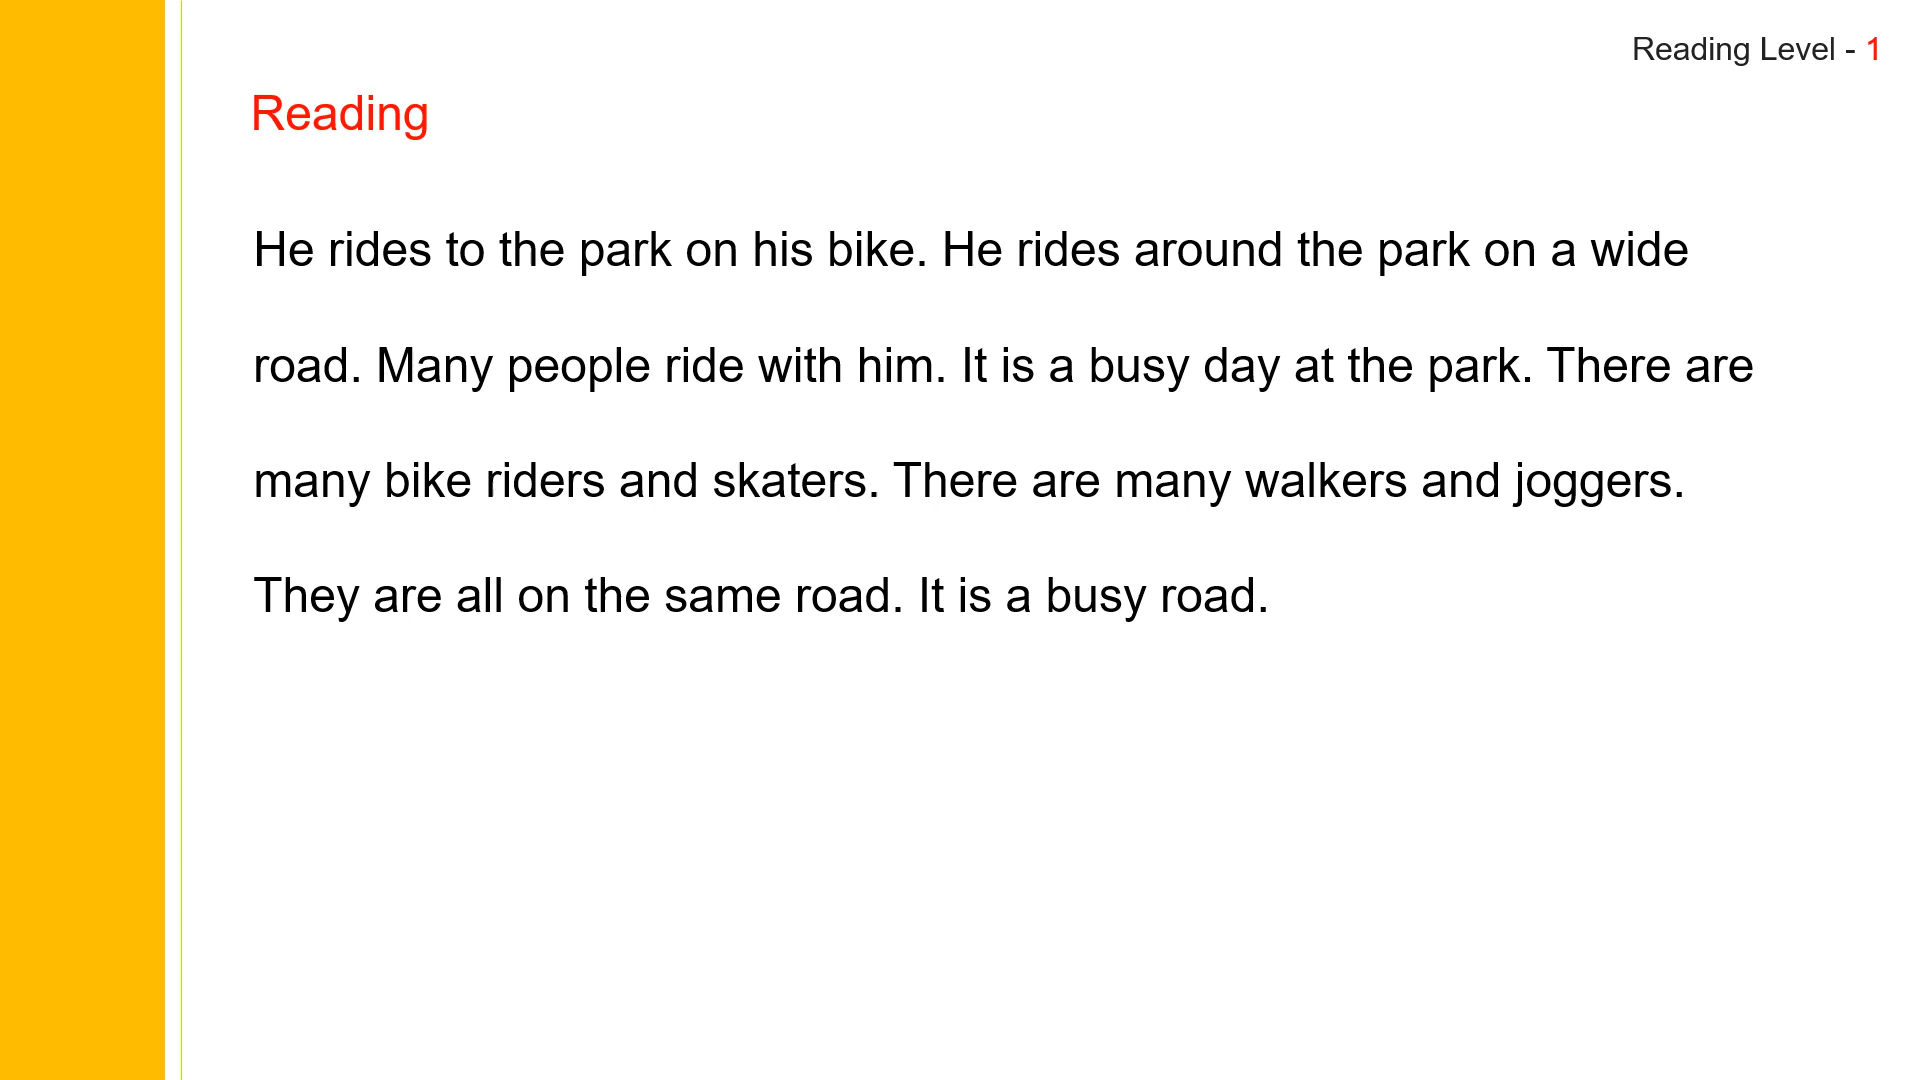 Reading Level - 1
Reading
He rides to the park on his bike. He rides around the park on a wide
road. Many people ride with him. It is a busy day at the park. There are
many bike riders and skaters. There are many walkers and joggers.
They are all on the same road. It is a busy road.